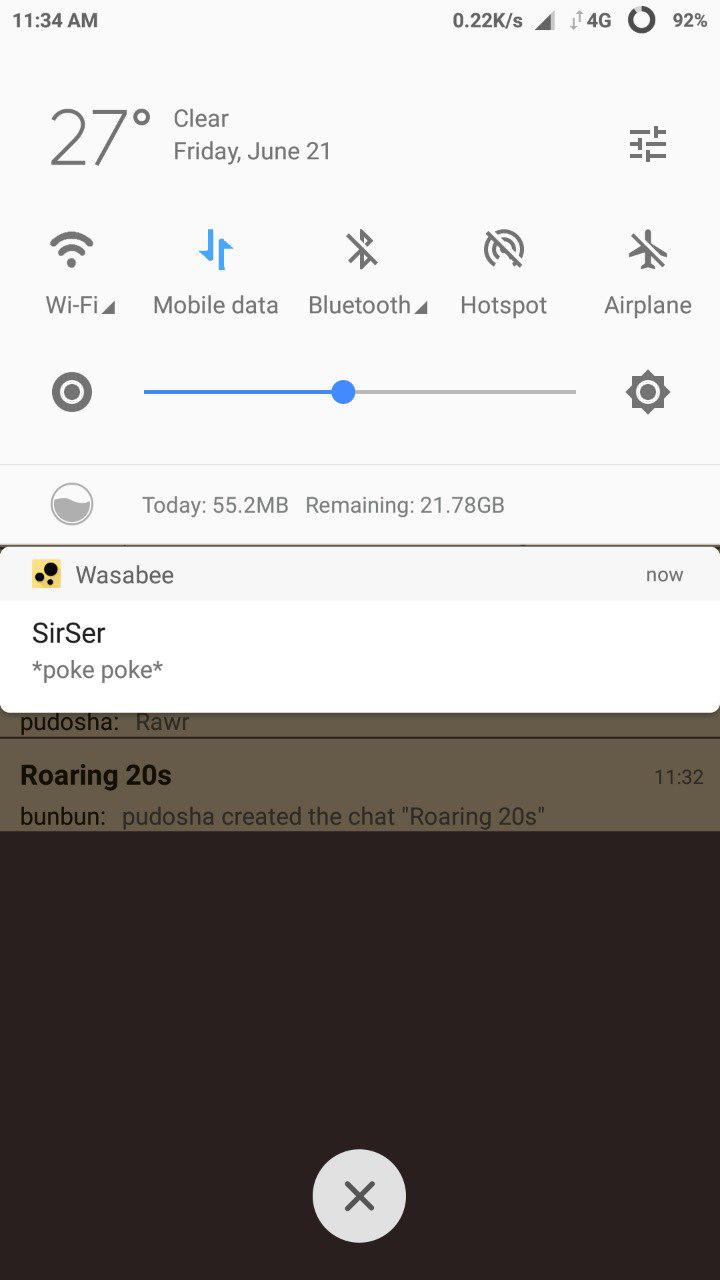 11:34 AM 0.22K/s 4G 92%
27° Clear
Friday, June 21
Wi-Fi Mobile data Bluetooth Hotspot Airplane
Today: 55.2MB Remaining: 21.78GB
Wasabee now
SirSer
*poke poke*
pudosha: Rawr
Roaring 20s 11:32
bunbun: pudosha created the chat "Roaring 20s"